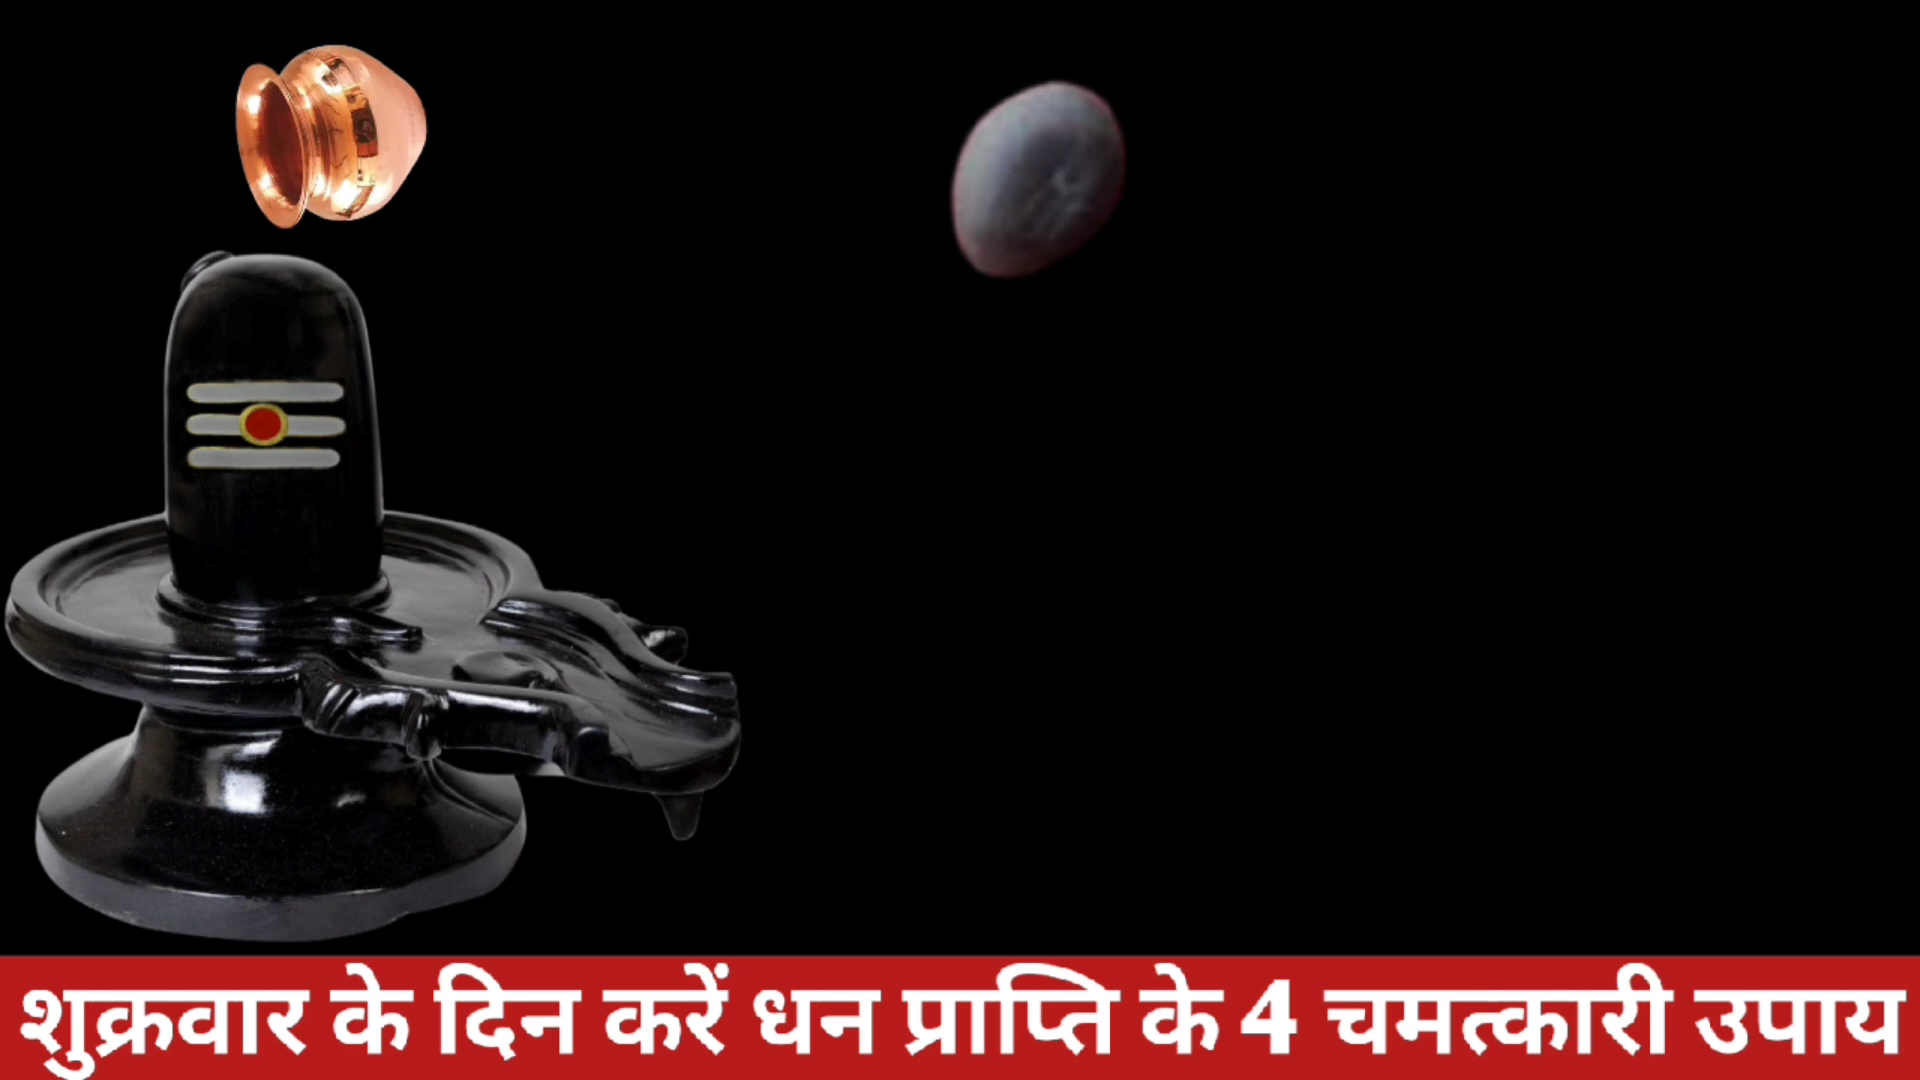 शुक्रवार के दिन करें धन प्राप्ति के 4 चमत्कारी उपाय